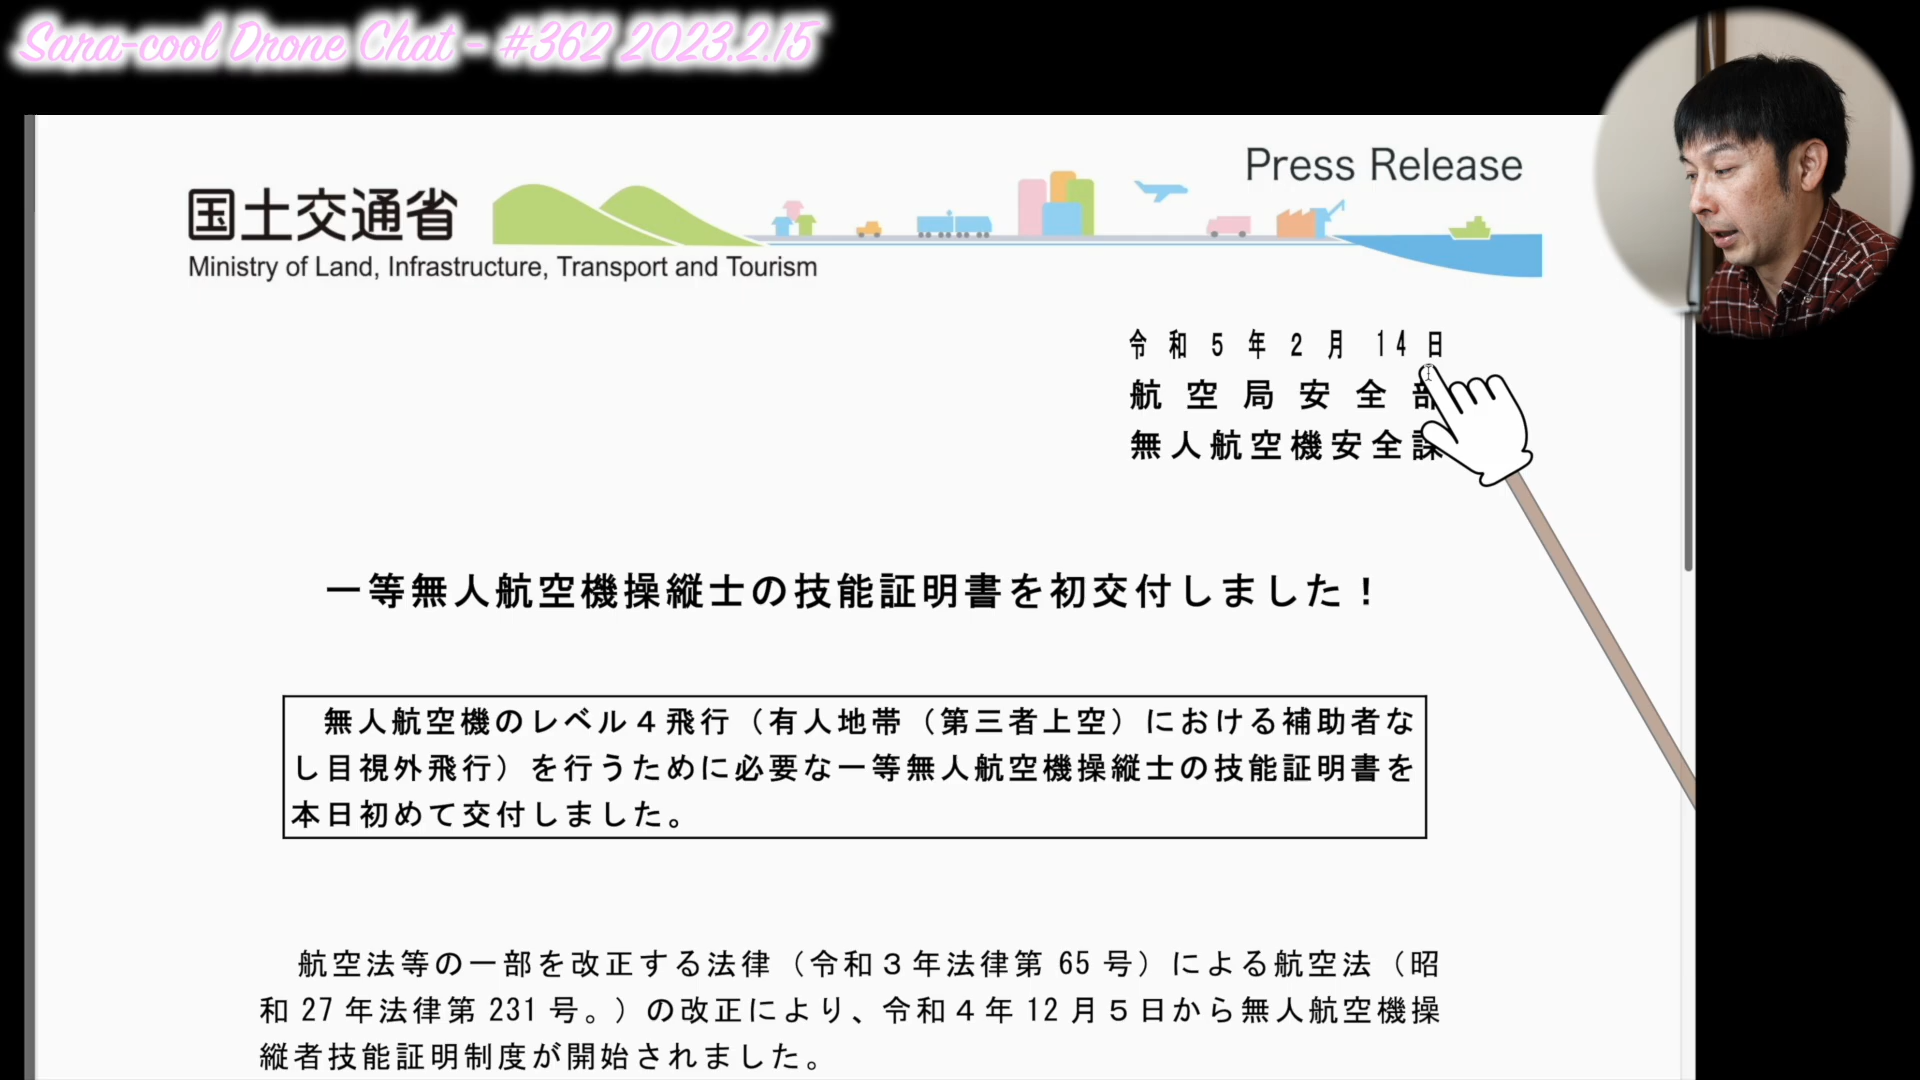 Sara-cool Drone Chat - #362 2023.2.15
Press Release
国土交通省
Ministry of Land, Infrastructure, Transport and Tourism
令和5年2月14日
航空局安全部
無人航空機安全課
一等無人航空機操縦士の技能証明書を初交付しました！
無人航空機のレベル４飛行（有人地帯（第三者上空）における補助者な
し目視外飛行）を行うために必要な一等無人航空機操縦士の技能証明書を
本日初めて交付しました。
航空法等の一部を改正する法律（令和３年法律第 65 号）による航空法（昭
和 27 年法律第 231 号。）の改正により、令和４年 12 月５日から無人航空機操
縦者技能証明制度が開始されました。